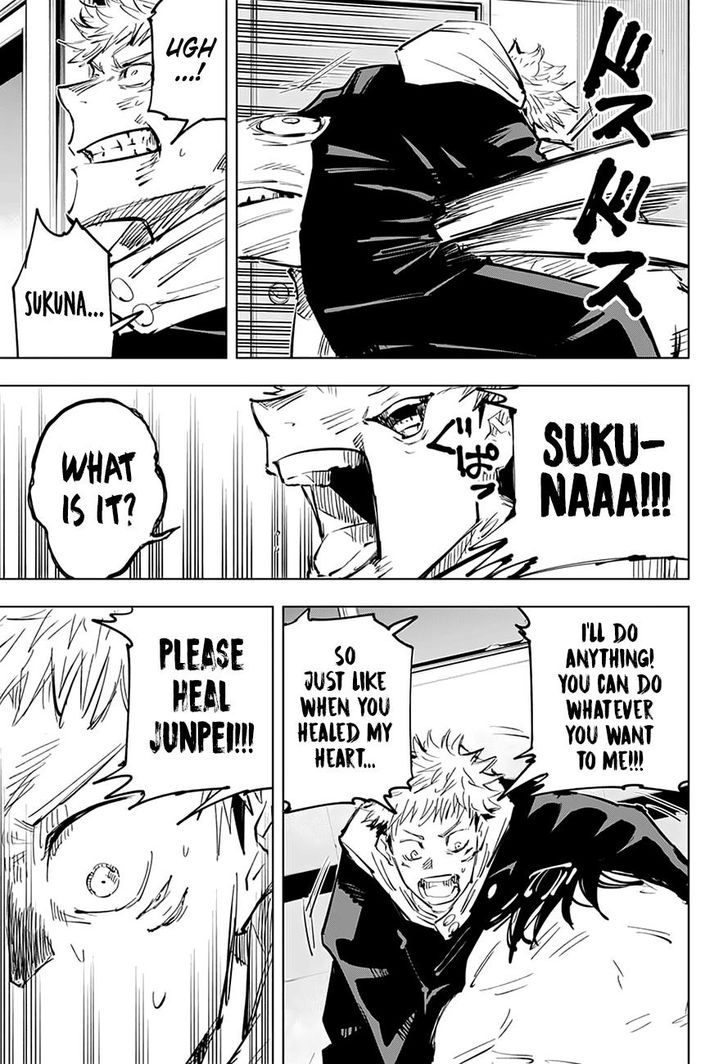 ドスドス
UGH
...!
SUKUNA...
SUKU-
NAAA!!!
ぐぱっ
WHAT
IS IT?
I'LL DO
ANYTHING!
YOU CAN DO
WHATEVER
YOU WANT
TO ME!!!
SO
JUST LIKE
WHEN YOU
HEALED MY
HEART...
PLEASE
HEAL
JUNPEI!!!